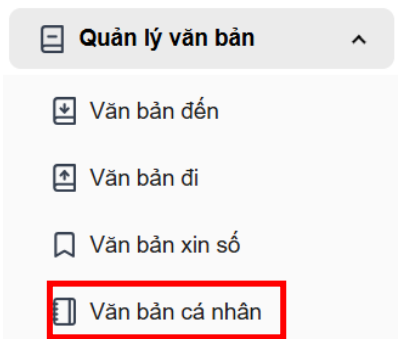 Quản lý văn bản
Văn bản đến
Văn bản đi
Văn bản xin số
Văn bản cá nhân